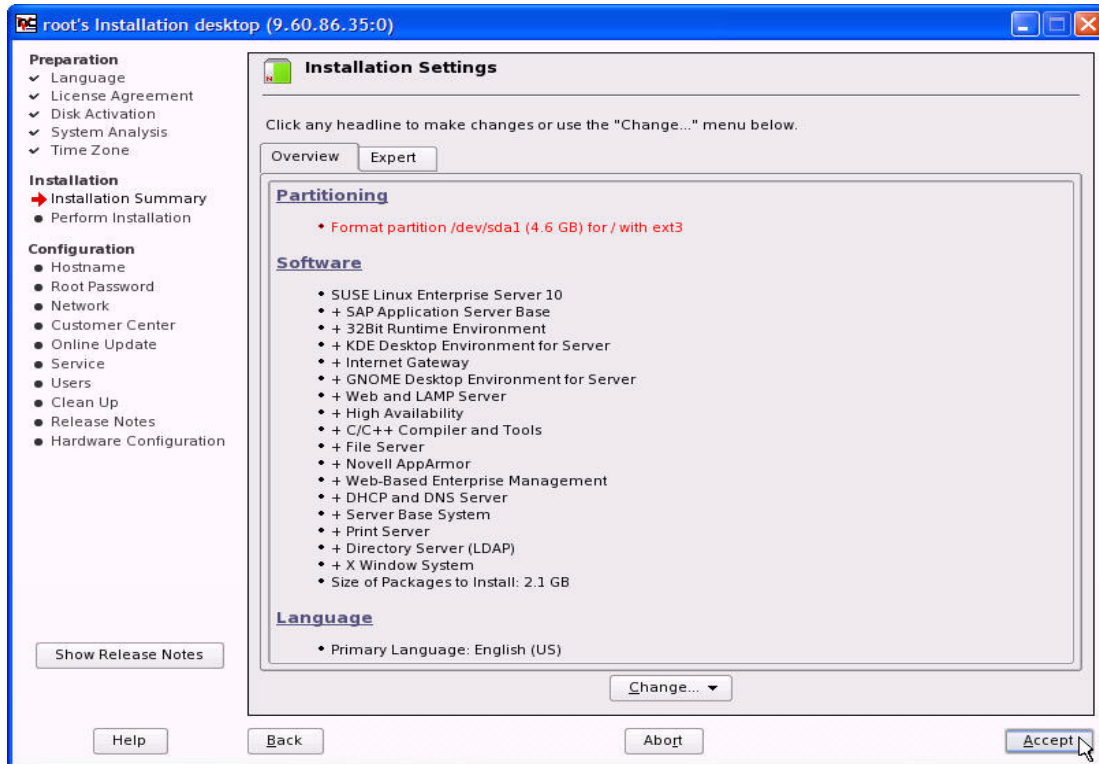 root's Installation desktop (9.60.86.35:0)
Preparation
Language
License Agreement
Disk Activation
System Analysis
Time Zone
Installation
Installation Summary
Perform Installation
Configuration
Hostname
Root Password
Network
Customer Center
Online Update
Service
Users
Clean Up
Release Notes
Hardware Configuration
Show Release Notes
Help
Installation Settings
Click any headline to make changes or use the "Change..." menu below.
Overview Expert
Partitioning
• Format partition /dev/sda1 (4.6 GB) for / with ext3
Software
• SUSE Linux Enterprise Server 10
• + SAP Application Server Base
• + 32Bit Runtime Environment
• + KDE Desktop Environment for Server
• + Internet Gateway
• + GNOME Desktop Environment for Server
• + Web and LAMP Server
• + High Availability
• + C/C++ Compiler and Tools
• + File Server
• + Novell AppArmor
• + Web-Based Enterprise Management
• + DHCP and DNS Server
• + Server Base System
• + Print Server
• + Directory Server (LDAP)
• + X Window System
• Size of Packages to Install: 2.1 GB
Language
• Primary Language: English (US)
Change...
Back Abort Accept